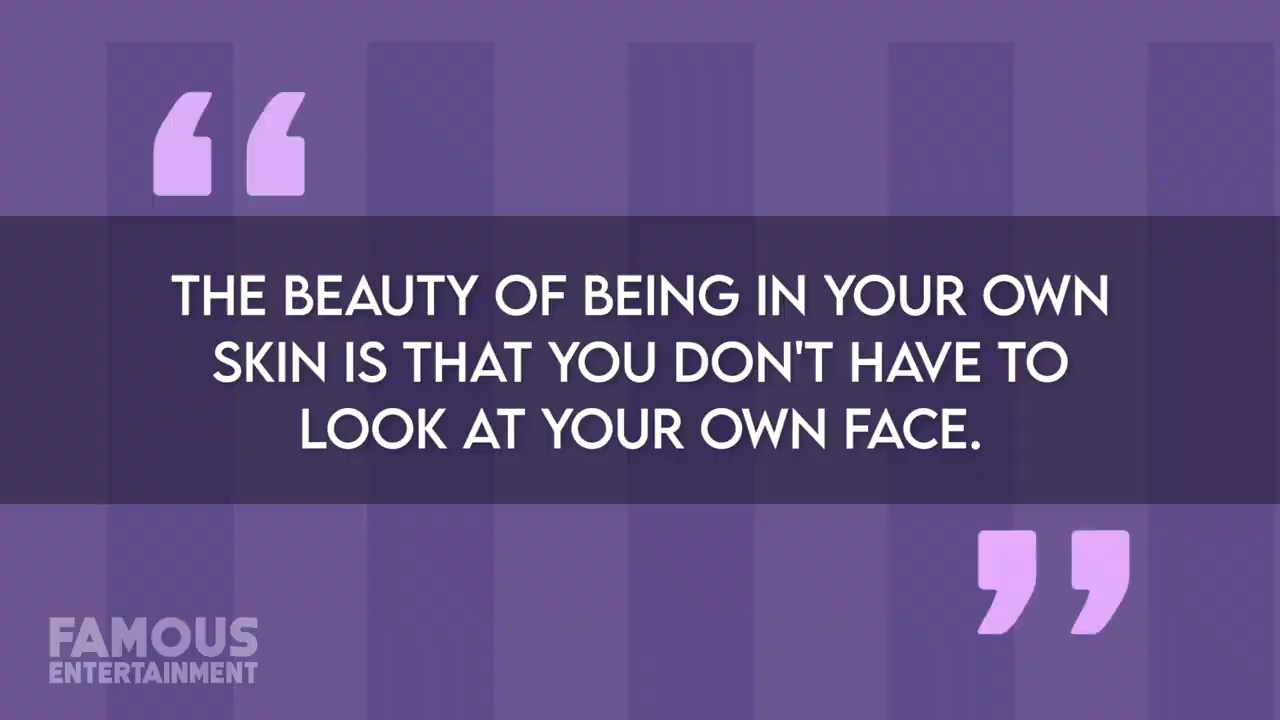 “
THE BEAUTY OF BEING IN YOUR OWN
SKIN IS THAT YOU DON'T HAVE TO
LOOK AT YOUR OWN FACE.
”
FAMOUS
ENTERTAINMENT